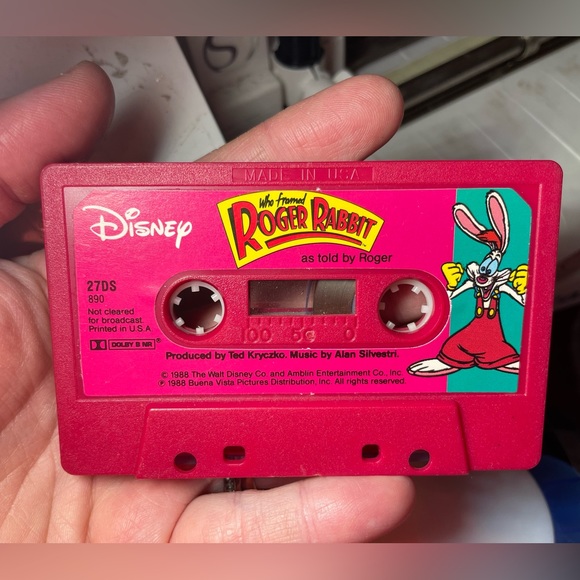 MADE IN USA
Disney
Who framed
ROGER RABBIT
as told by Roger
27DS
890
Not cleared
for broadcast.
Printed in U.S.A
DOLBY B NR
100 50 0
Produced by Ted Kryczko. Music by Alan Silvestri.
© 1988 The Walt Disney Co. and Amblin Entertainment Co., Inc.
℗ 1988 Buena Vista Pictures Distribution, Inc. All rights reserved.